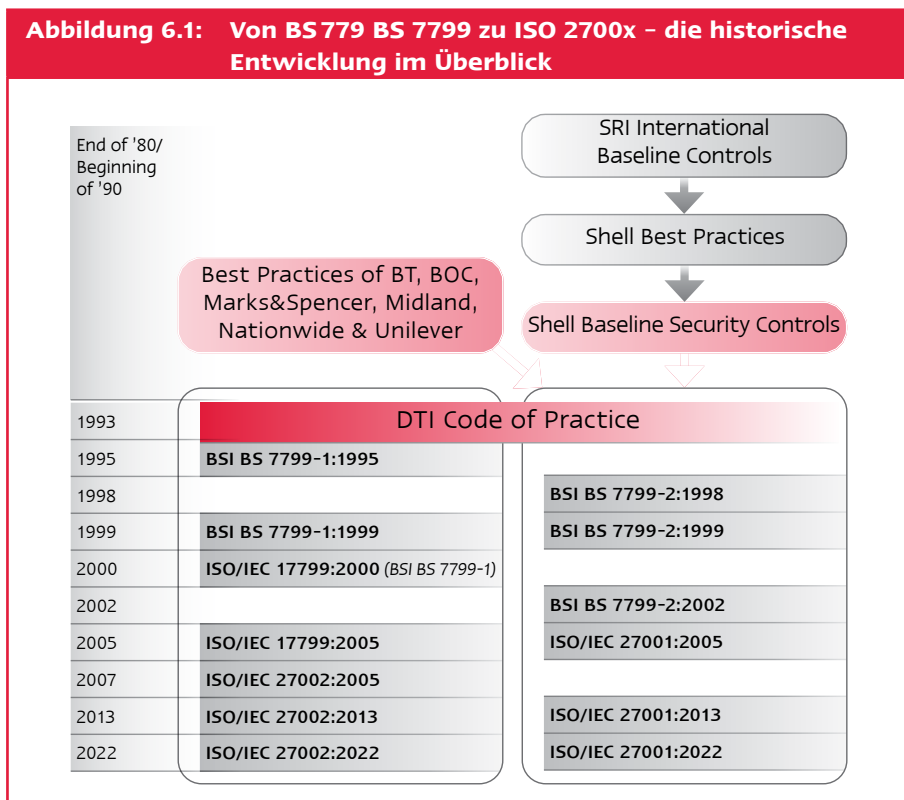 Abbildung 6.1: Von BS 779 BS 7799 zu ISO 2700x – die historische
Entwicklung im Überblick
End of '80/
Beginning
of '90
SRI International
Baseline Controls
Shell Best Practices
Best Practices of BT, BOC,
Marks&Spencer, Midland,
Nationwide & Unilever
Shell Baseline Security Controls
1993
DTI Code of Practice
1995
BSI BS 7799-1:1995
1998
BSI BS 7799-2:1998
1999
BSI BS 7799-1:1999
BSI BS 7799-2:1999
2000
ISO/IEC 17799:2000 (BSI BS 7799-1)
2002
BSI BS 7799-2:2002
2005
ISO/IEC 17799:2005
ISO/IEC 27001:2005
2007
ISO/IEC 27002:2005
2013
ISO/IEC 27002:2013
ISO/IEC 27001:2013
2022
ISO/IEC 27002:2022
ISO/IEC 27001:2022